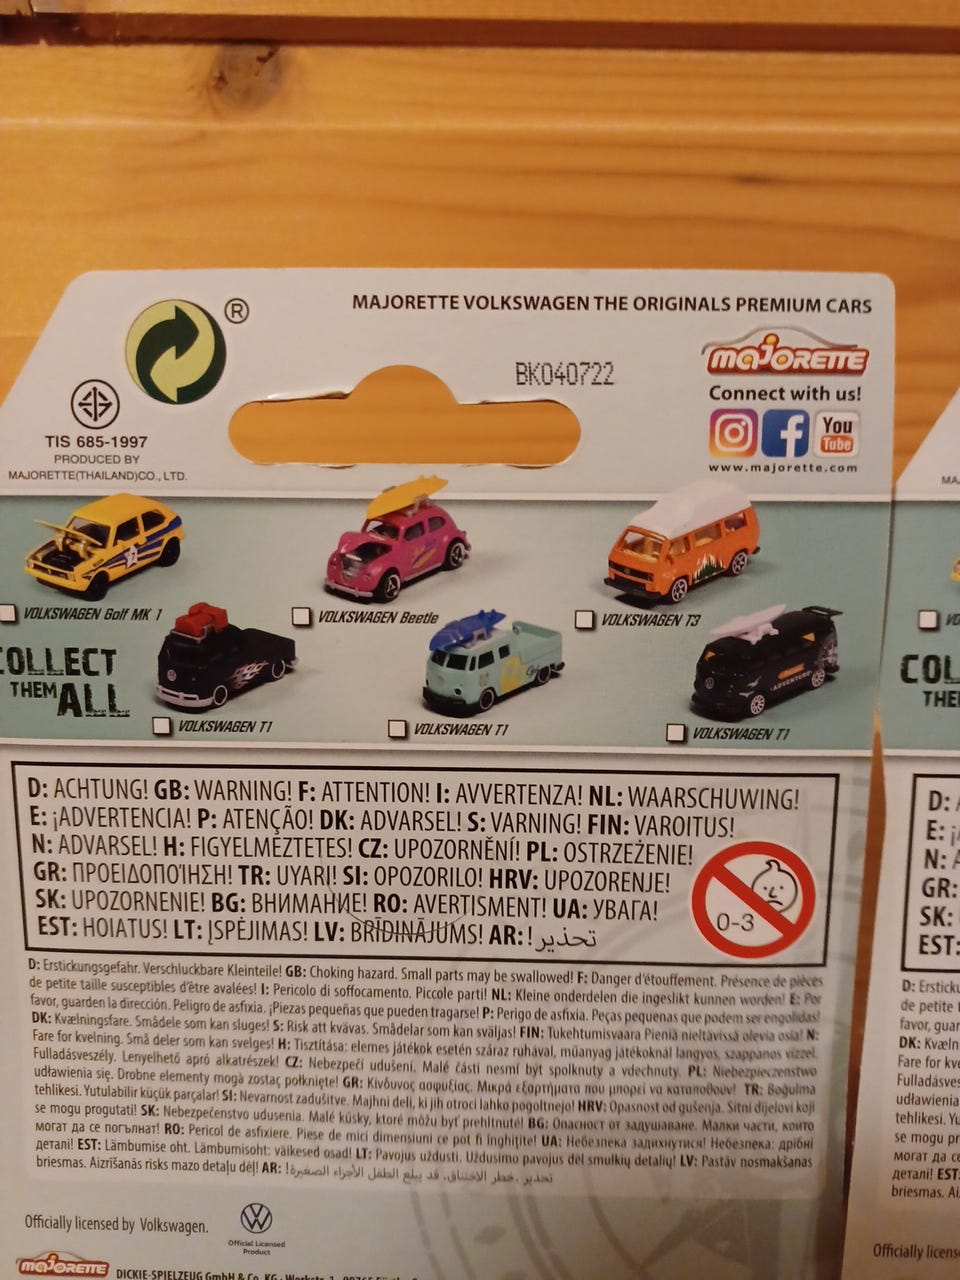 MAJORETTE VOLKSWAGEN THE ORIGINALS PREMIUM CARS
®
BK040722
MAJORETTE
Connect with us!
You
Tube
www.majorette.com
TIS 685-1997
PRODUCED BY
MAJORETTE(THAILAND)CO., LTD.
VOLKSWAGEN Golf MK 1
VOLKSWAGEN Beetle
VOLKSWAGEN T3
COLLECT
THEM ALL
VOLKSWAGEN T1
VOLKSWAGEN T1
VOLKSWAGEN T1
D: ACHTUNG! GB: WARNING! F: ATTENTION! I: AVVERTENZA! NL: WAARSCHUWING!
E: ¡ADVERTENCIA! P: ATENÇÃO! DK: ADVARSEL! S: VARNING! FIN: VAROITUS!
N: ADVARSEL! H: FIGYELMEZTETES! CZ: UPOZORNĚNÍ! PL: OSTRZEŻENIE!
GR: ΠΡΟΕΙΔΟΠΟΊΗΣΗ! TR: UYARI! SI: OPOZORILO! HRV: UPOZORENJE!
SK: UPOZORNENIE! BG: ВНИМАНИЕ! RO: AVERTISMENT! UA: УВАГА!
EST: HOIATUS! LT: ĮSPĖJIMAS! LV: BRĪDINĀJUMS! AR: تحذير!
0-3
D: Erstickungsgefahr. Verschluckbare Kleinteile! GB: Choking hazard. Small parts may be swallowed! F: Danger d'étouffement. Présence de pièces
de petite taille susceptibles d'être avalées! I: Pericolo di soffocamento. Piccole parti! NL: Kleine onderdelen die ingeslikt kunnen worden! E: Por
favor, guarden la dirección. Peligro de asfixia. ¡Piezas pequeñas que pueden tragarse! P: Perigo de asfixia. Peças pequenas que podem ser engolidas!
DK: Kvælningsfare. Smådele som kan sluges! S: Risk att kvävas. Smådelar som kan sväljas! FIN: Tukehtumisvaara Pieniä nieltävissä olevia osia! N:
Fare for kvelning. Små deler som kan svelges! H: Tisztítása: elemes játékok esetén száraz ruhával, műanyag játékoknál langyos, szappanos vízzel.
Fulladásveszély. Lenyelhető apró alkatrészek! CZ: Nebezpečí udušení. Malé části nesmí být spolknuty a vdechnuty. PL: Niebezpieczenstwo
udławienia się. Drobne elementy mogą zostać połknięte! GR: Κίνδυνος ασφυξίας. Μικρά εξαρτήματα που μπορεί να καταποθούν! TR: Boğulma
tehlikesi. Yutulabilir küçük parçalar! SI: Nevarnost zadušitve. Majhni deli, ki jih otroci lahko pogoltnejo! HRV: Opasnost od gušenja. Sitni dijelovi koji
se mogu progutati! SK: Nebezpečenstvo udusenia. Malé kúsky, ktoré môžu byť prehltnuté! BG: Опасност от задушаване. Малки части, които
могат да се погълнат! RO: Pericol de asfixiere. Piese de mici dimensiuni ce pot fi înghițite! UA: Небезпека задихнутися! Небезпека: дрібні
деталі! EST: Lämbumise oht. Lämbumisoht: väikesed osad! LT: Pavojus uždusti. Uždusimo pavojus dėl smulkių detalių! LV: Pastāv nosmakšanas
briesmas. Aizrīšanās risks mazo detaļu dēļ! AR: تحذير. خطر الاختناق. قد يبلع الطفل الأجزاء الصغيرة!
Officially licensed by Volkswagen.
Official Licensed
Product
MAJORETTE
DICKIE-SPIELZEUG GmbH & Co. KG